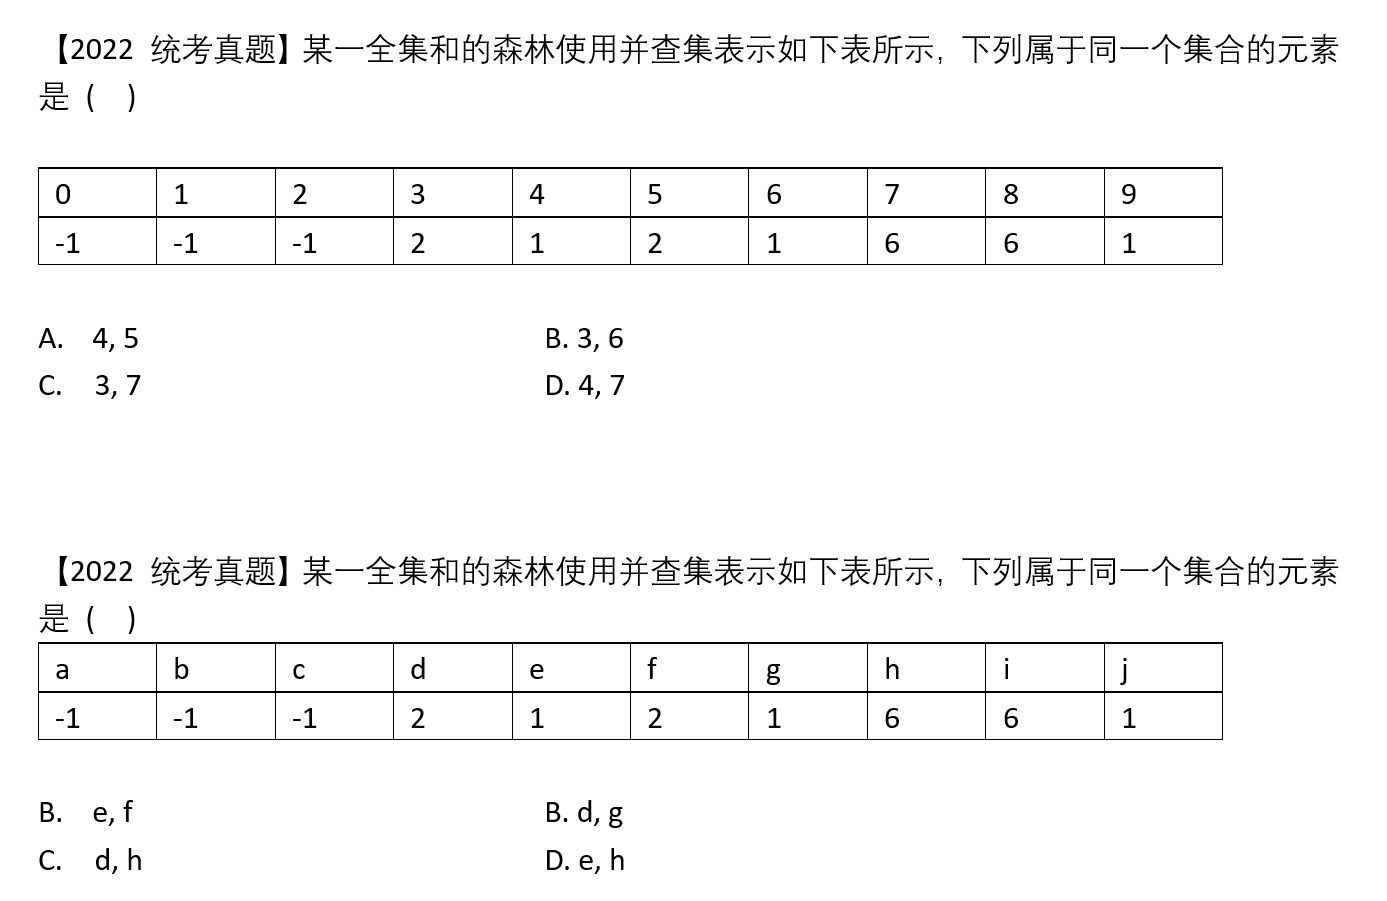 【2022 统考真题】某一全集和的森林使用并查集表示如下表所示，下列属于同一个集合的元素
是（ ）
0 1 2 3 4 5 6 7 8 9
-1 -1 -1 2 1 2 1 6 6 1
A. 4, 5 B. 3, 6
C. 3, 7 D. 4, 7
【2022 统考真题】某一全集和的森林使用并查集表示如下表所示，下列属于同一个集合的元素
是（ ）
a b c d e f g h i j
-1 -1 -1 2 1 2 1 6 6 1
B. e, f B. d, g
C. d, h D. e, h